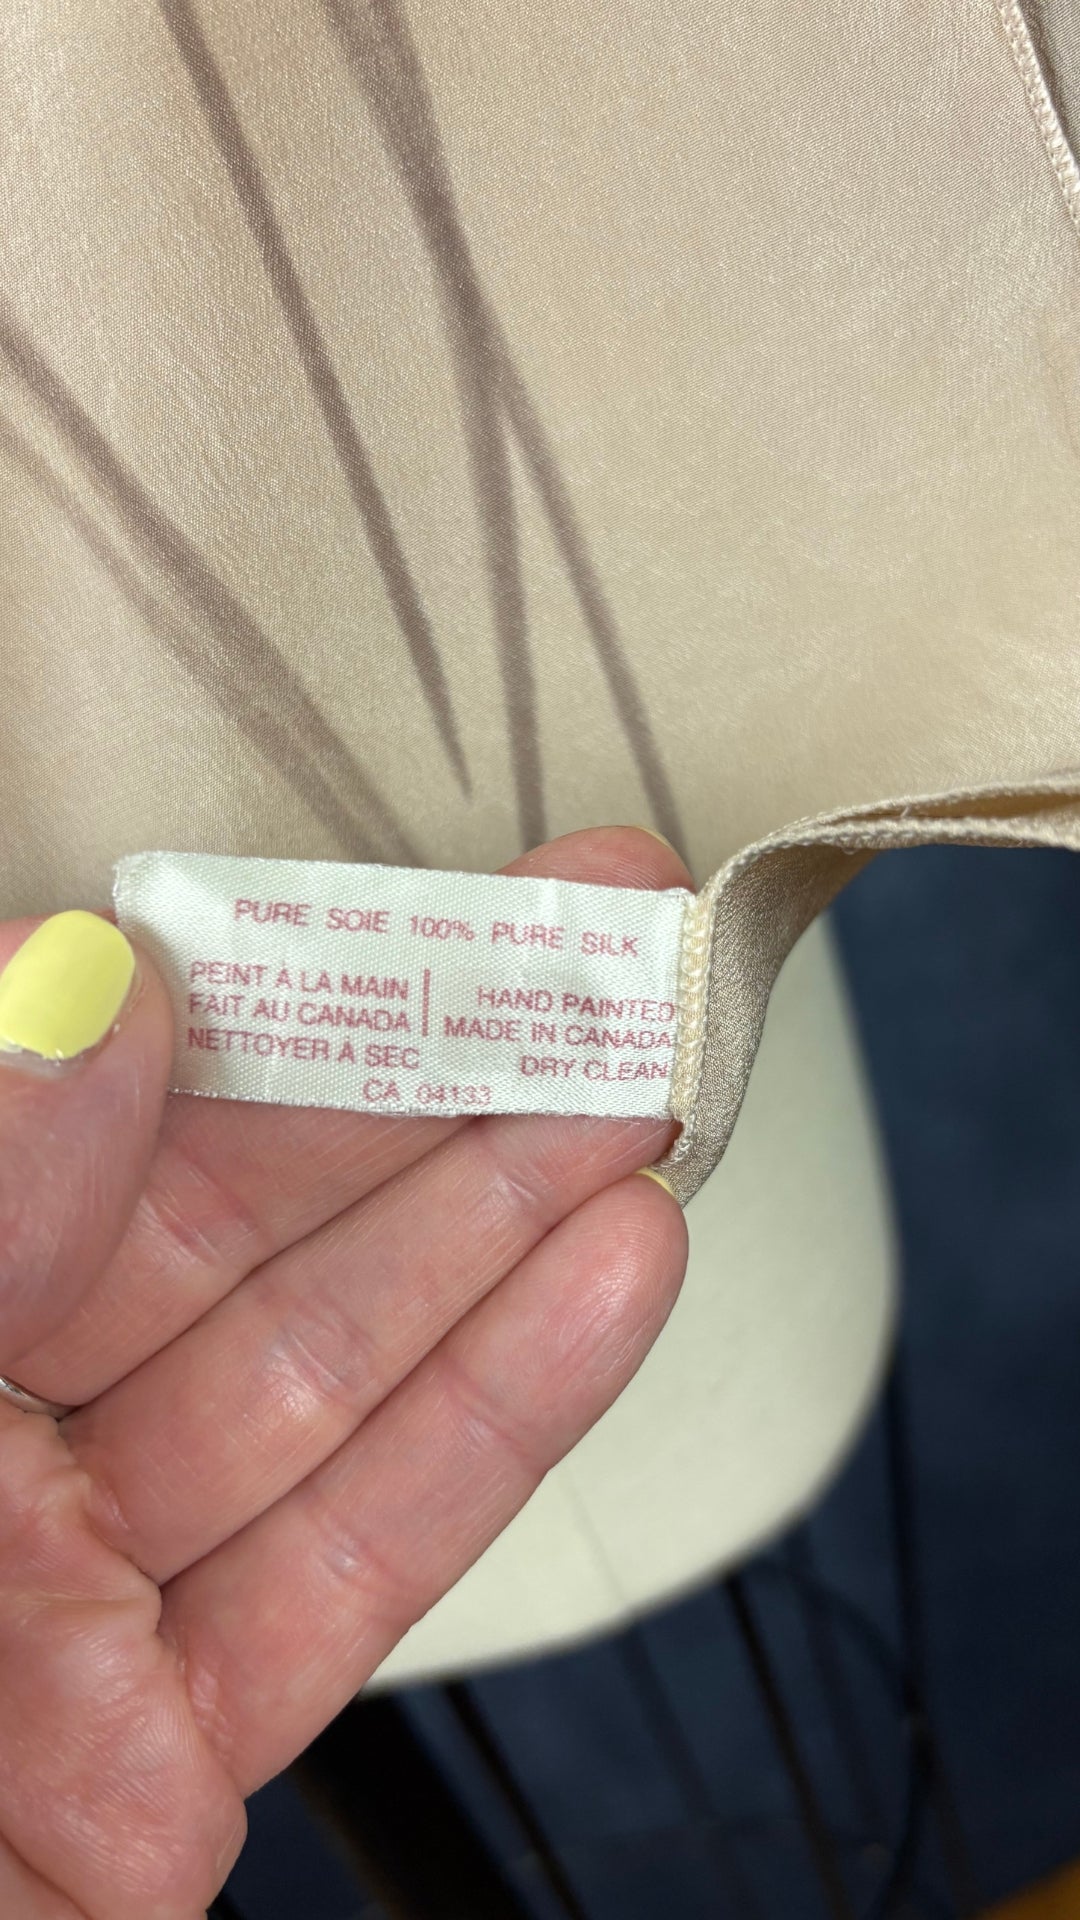 PURE SOIE 100% PURE SILK
PEINT À LA MAIN
FAIT AU CANADA
NETTOYER À SEC
HAND PAINTED
MADE IN CANADA
DRY CLEAN
CA 04133